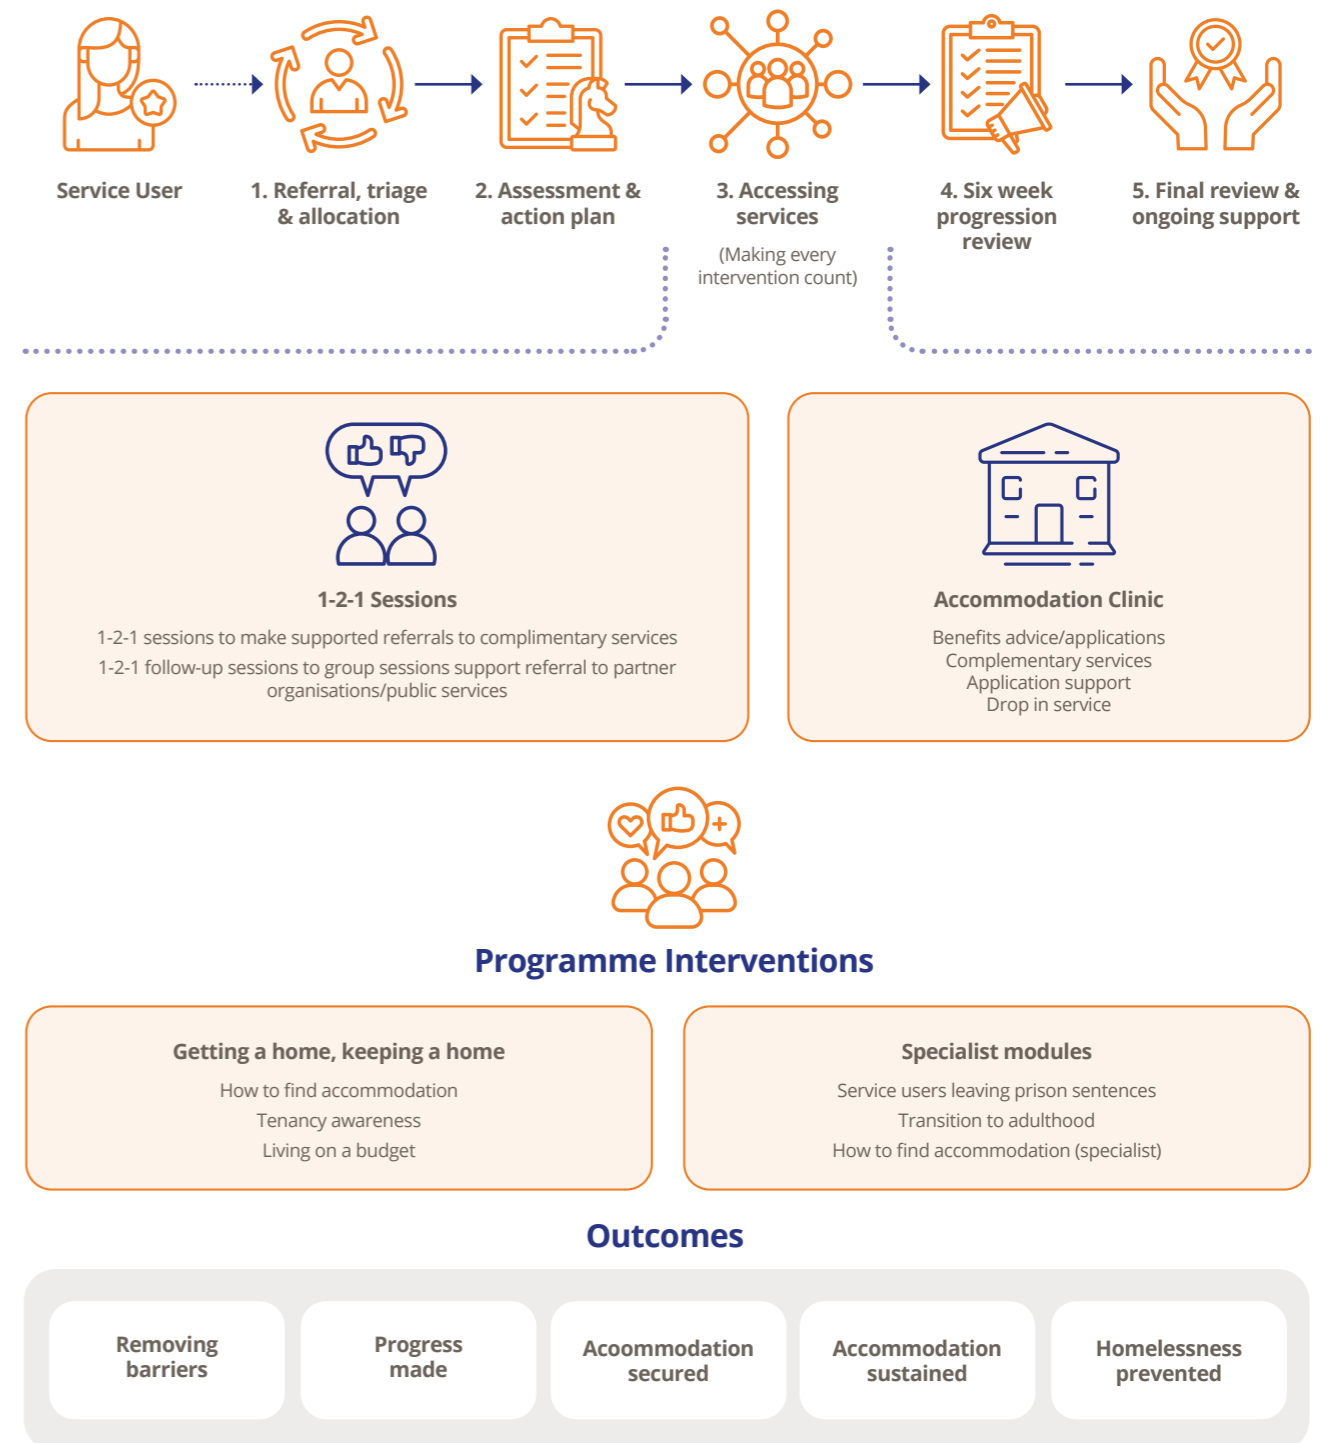 Service User
1. Referral, triage
& allocation
2. Assessment &
action plan
3. Accessing
services
(Making every
intervention count)
4. Six week
progression
review
5. Final review &
ongoing support
1-2-1 Sessions
1-2-1 sessions to make supported referrals to complimentary services
1-2-1 follow-up sessions to group sessions support referral to partner
organisations/public services
Accommodation Clinic
Benefits advice/applications
Complementary services
Application support
Drop in service
Programme Interventions
Getting a home, keeping a home
How to find accommodation
Tenancy awareness
Living on a budget
Specialist modules
Service users leaving prison sentences
Transition to adulthood
How to find accommodation (specialist)
Outcomes
Removing
barriers
Progress
made
Acoommodation
secured
Accommodation
sustained
Homelessness
prevented